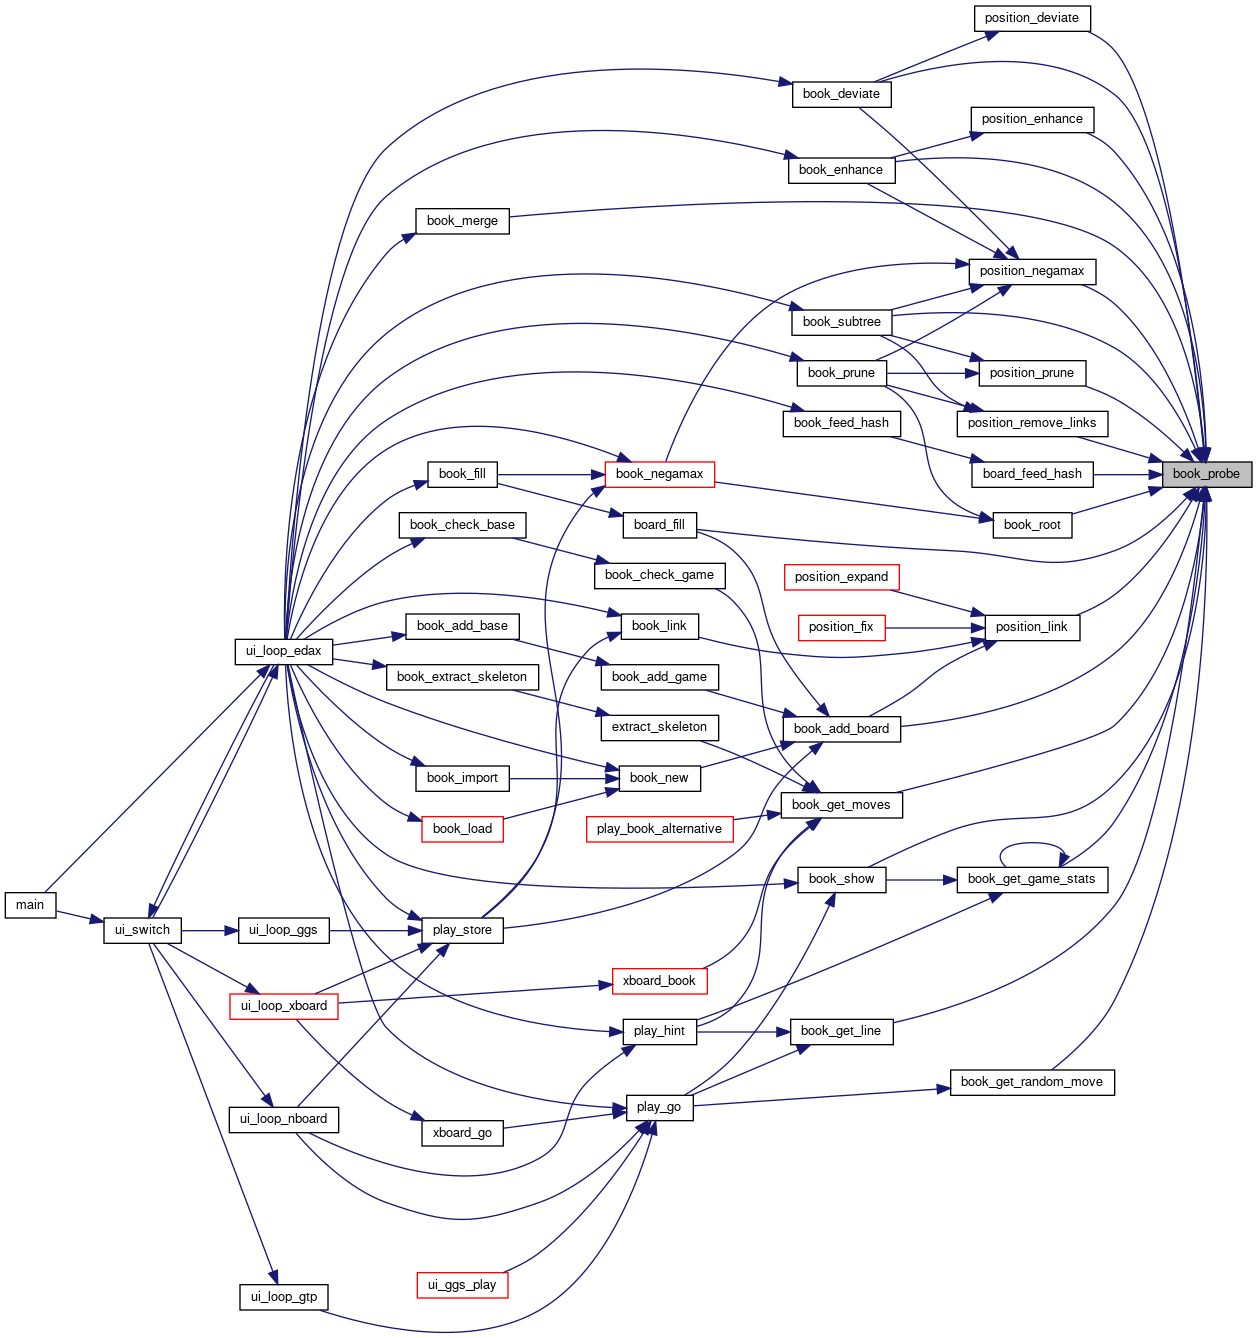 position_deviate
book_deviate
position_enhance
book_enhance
book_merge
position_negamax
book_subtree
book_prune
position_prune
book_feed_hash
position_remove_links
book_fill
book_negamax
board_feed_hash
book_probe
book_check_base
board_fill
book_root
book_check_game
position_expand
book_add_base
book_link
position_fix
position_link
ui_loop_edax
book_extract_skeleton
book_add_game
extract_skeleton
book_add_board
book_import
book_new
book_get_moves
book_load
play_book_alternative
book_show
book_get_game_stats
main
ui_switch
ui_loop_ggs
play_store
xboard_book
ui_loop_xboard
play_hint
book_get_line
book_get_random_move
ui_loop_nboard
xboard_go
play_go
ui_ggs_play
ui_loop_gtp